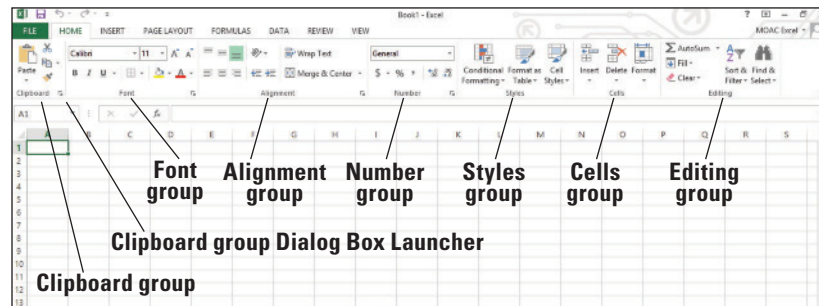 Book1 - Excel
FILE HOME INSERT PAGE LAYOUT FORMULAS DATA REVIEW VIEW MOAC Excel
Calibri 11 A A Wrap Text General AutoSum
Paste Conditional Format as Cell Insert Delete Format Fill Sort & Find &
B I U A Merge & Center $ % , Formatting Table Styles Clear Filter Select
Clipboard Font Alignment Number Styles Cells Editing
A1 fx
A B C D E F G H I J K L M N O P Q R S
1
2
3
4
5
6
7
8
9
10
11
12
13
Font group
Alignment group
Number group
Styles group
Cells group
Editing group
Clipboard group Dialog Box Launcher
Clipboard group